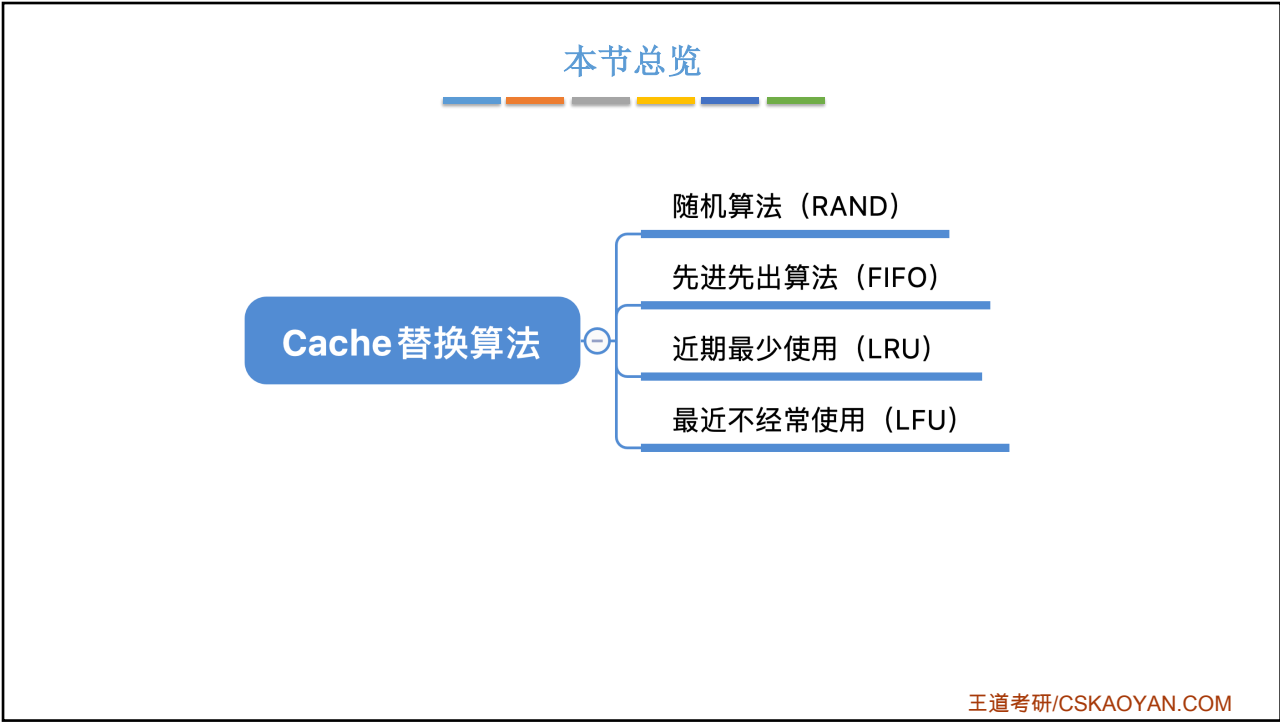 本节总览
随机算法（RAND）
先进先出算法（FIFO）
Cache替换算法
近期最少使用（LRU）
最近不经常使用（LFU）
王道考研/CSKAOYAN.COM